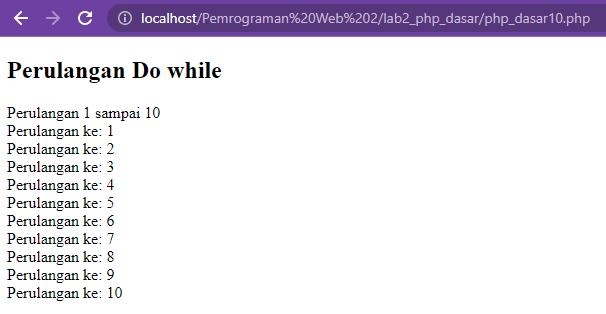 localhost/Pemrograman%20Web%202/lab2_php_dasar/php_dasar10.php
Perulangan Do while
Perulangan 1 sampai 10
Perulangan ke: 1
Perulangan ke: 2
Perulangan ke: 3
Perulangan ke: 4
Perulangan ke: 5
Perulangan ke: 6
Perulangan ke: 7
Perulangan ke: 8
Perulangan ke: 9
Perulangan ke: 10